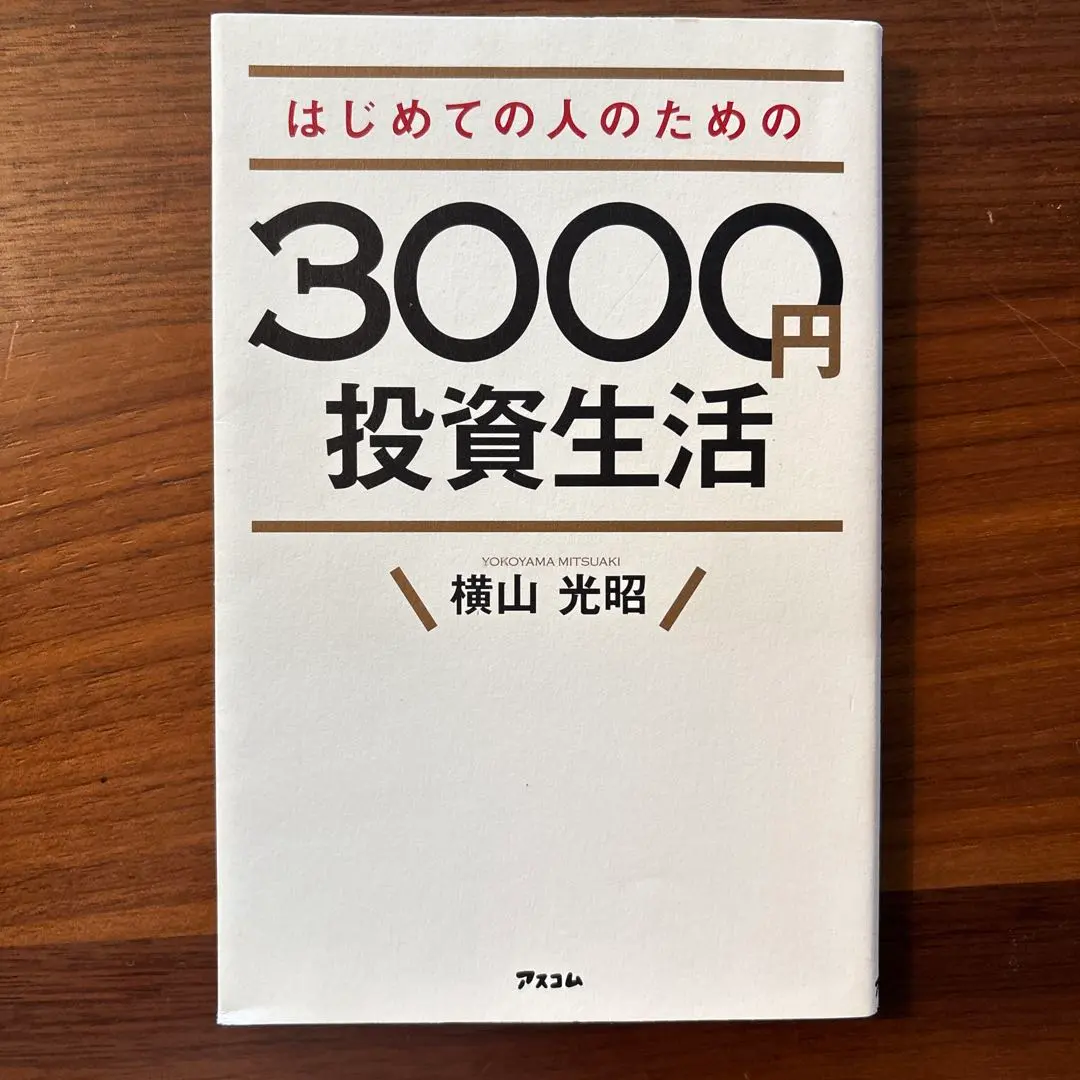 はじめての人のための
3000円
投資生活
YOKOYAMA MITSUAKI
横山 光昭
アスコム